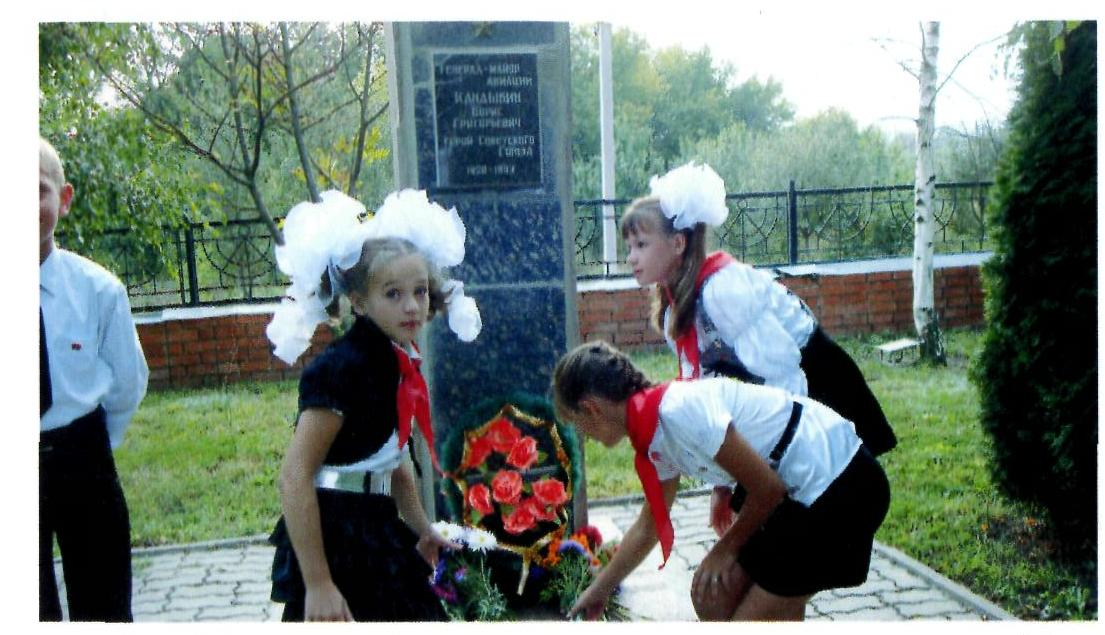 ГЕНЕРАЛ-МАЙОР
АВИАЦИИ
КАНДЫБИН
БОРИС
ГРИГОРЬЕВИЧ
ГЕРОЙ СОВЕТСКОГО
СОЮЗА